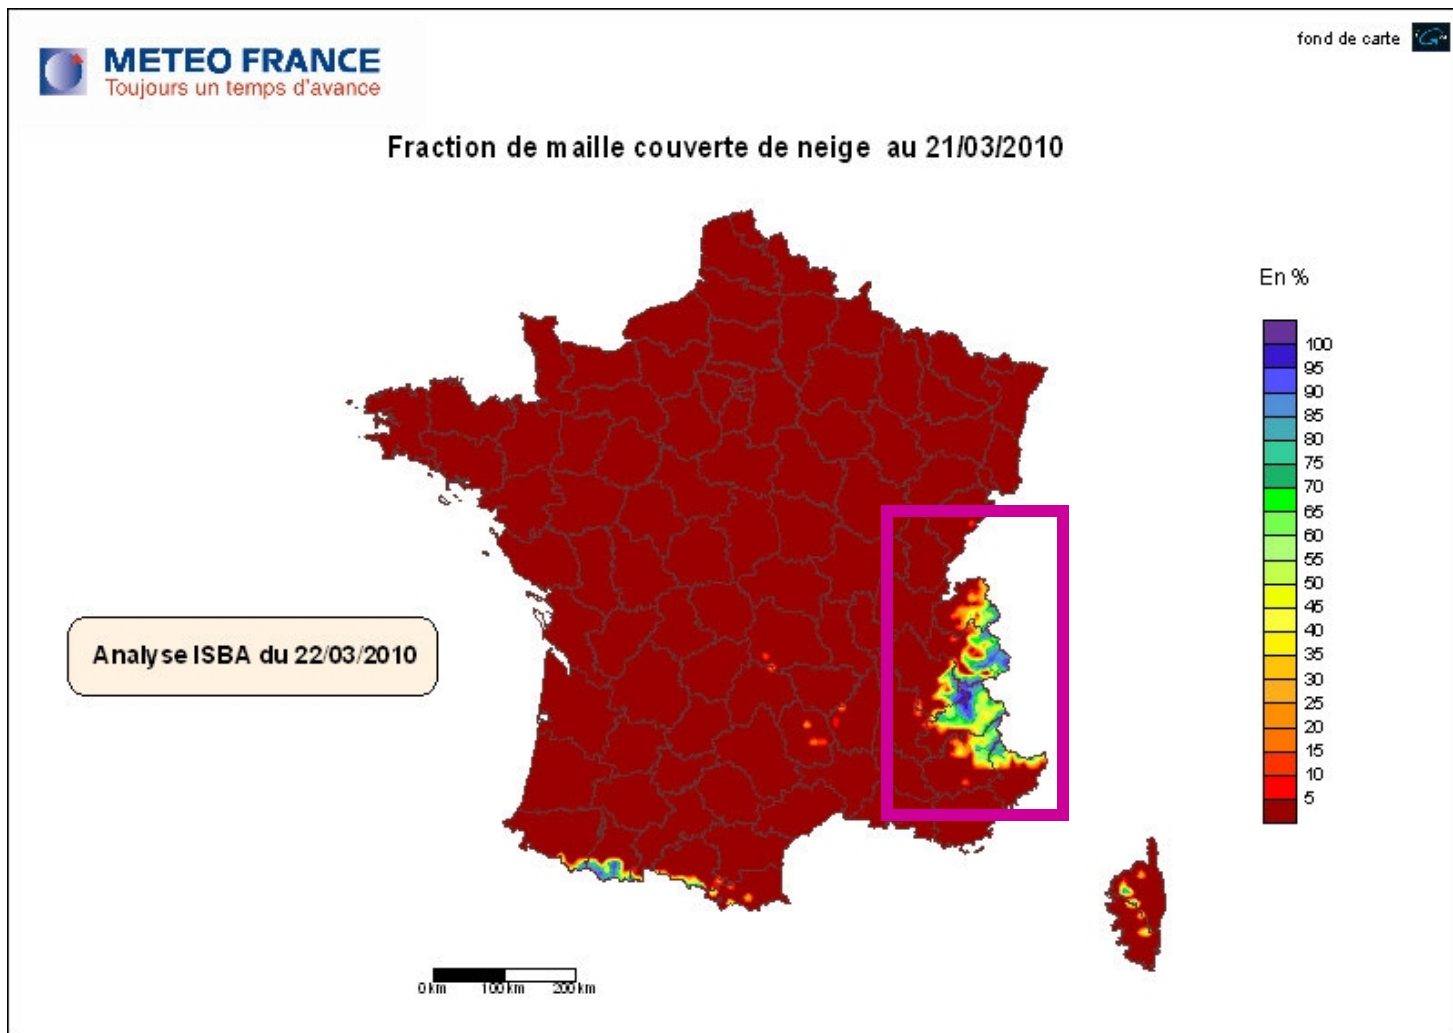 fond de carte
METEO FRANCE
Toujours un temps d'avance
Fraction de maille couverte de neige au 21/03/2010
En %
100
95
90
85
80
75
70
65
60
55
50
45
40
35
30
25
20
15
10
5
Analyse ISBA du 22/03/2010
0 km 100 km 200 km